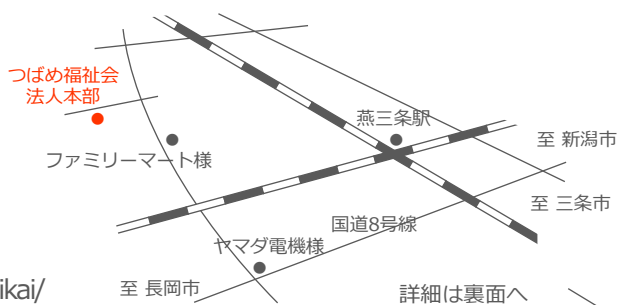 つばめ福祉会
法人本部
燕三条駅
至 新潟市
ファミリーマート様
至 三条市
国道8号線
ヤマダ電機様
ikai/
至 長岡市
詳細は裏面へ